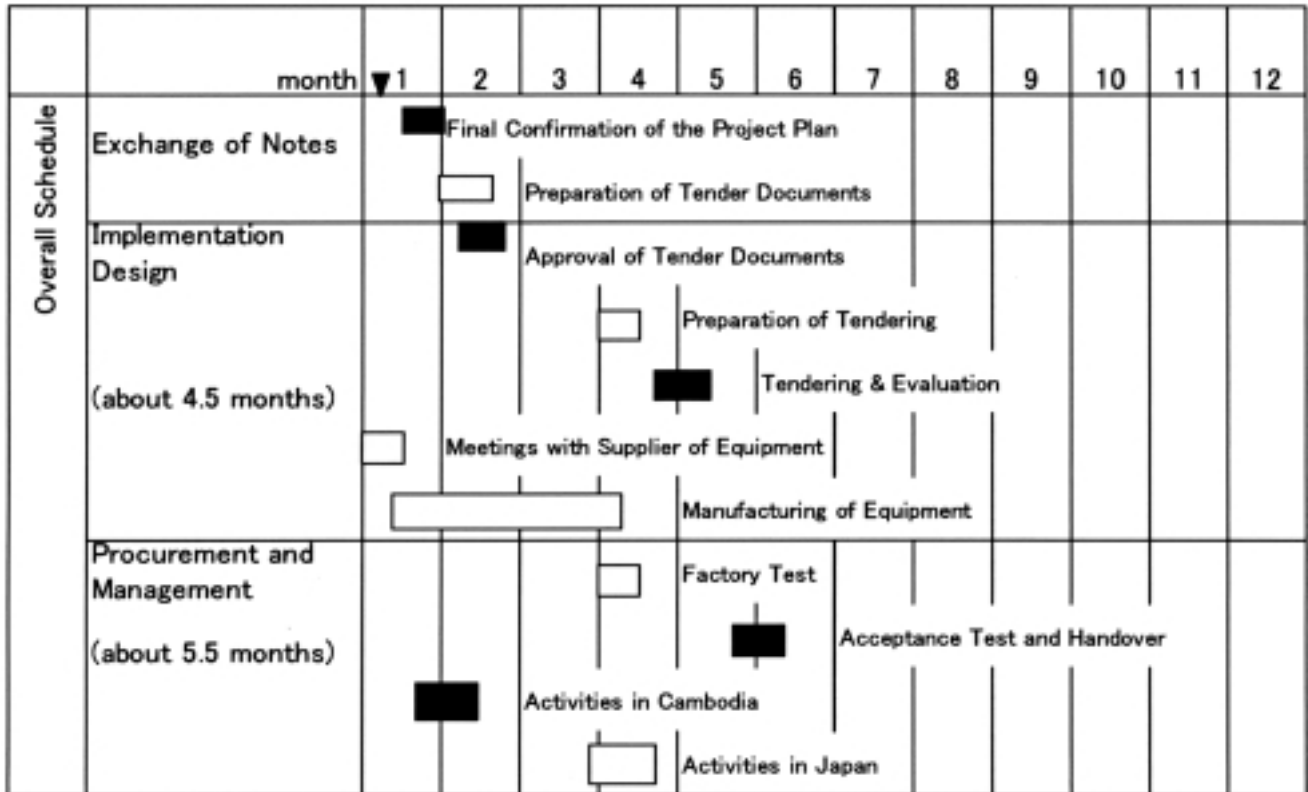 month 1 2 3 4 5 6 7 8 9 10 11 12
Overall Schedule
Final Confirmation of the Project Plan
Exchange of Notes
Preparation of Tender Documents
Implementation
Design
Approval of Tender Documents
Preparation of Tendering
Tendering & Evaluation
(about 4.5 months)
Meetings with Supplier of Equipment
Manufacturing of Equipment
Procurement and
Management
Factory Test
Acceptance Test and Handover
(about 5.5 months)
Activities in Cambodia
Activities in Japan